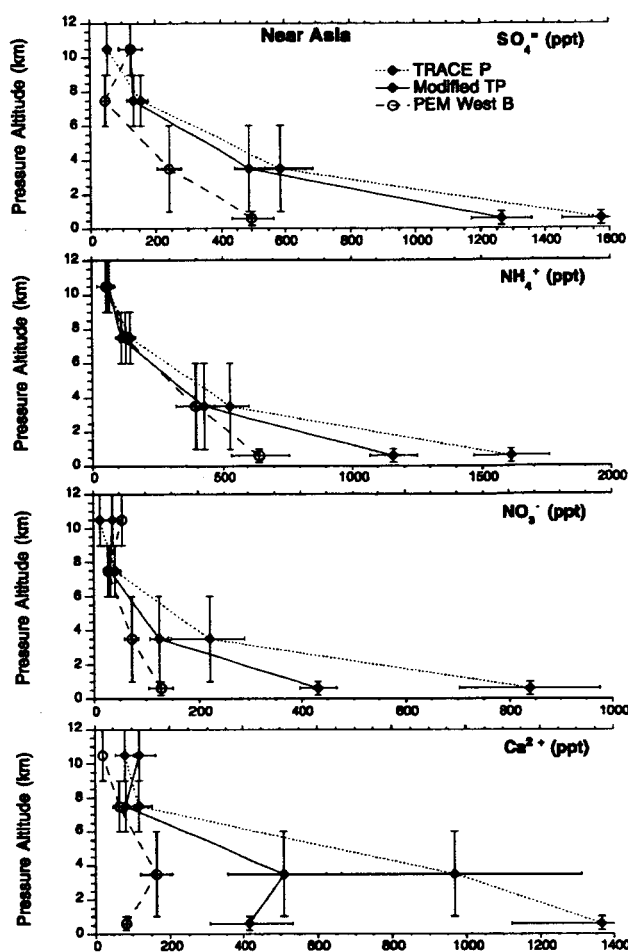 Near Asia
SO₄⁼ (ppt)
TRACE P
Modified TP
PEM West B
Pressure Altitude (km)
12
10
8
6
4
2
0
0 200 400 600 800 1000 1200 1400 1600
NH₄⁺ (ppt)
Pressure Altitude (km)
12
10
8
6
4
2
0
500 1000 1500 2000
NO₃⁻ (ppt)
Pressure Altitude (km)
12
10
8
6
4
2
0
0 200 400 600 800 1000
Ca²⁺ (ppt)
Pressure Altitude (km)
12
10
8
6
4
2
0
0 200 400 600 800 1000 1200 1400